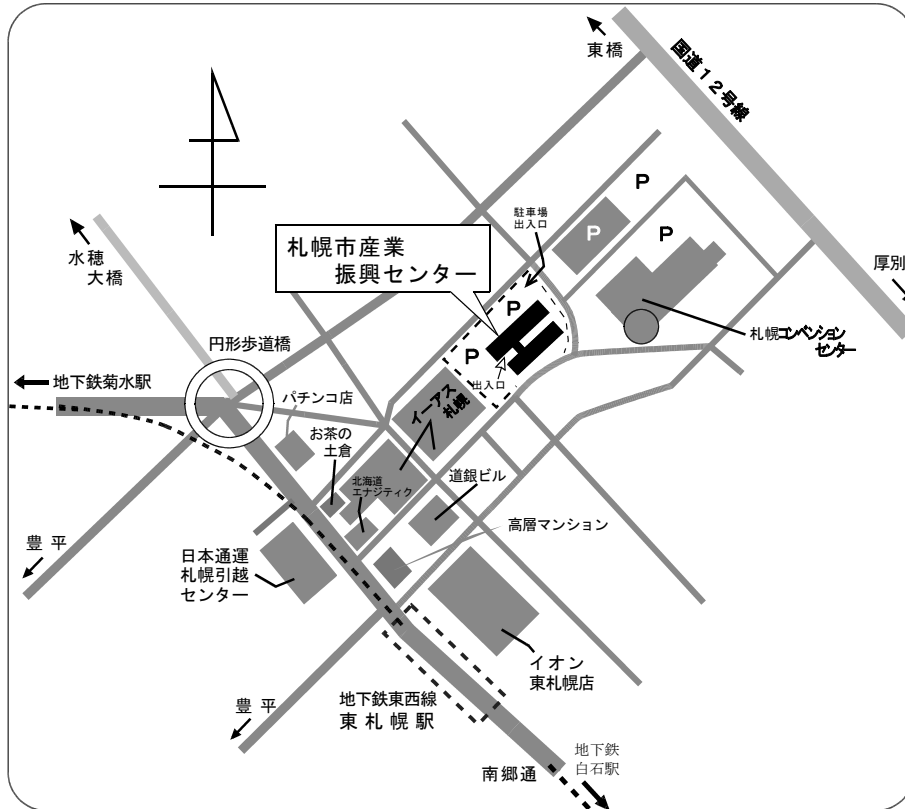 東橋
国道12号線
P
P
P
駐車場
出入口
札幌市産業
振興センター
水穂
大橋
厚別
P
P
札幌コンベンション
センター
円形歩道橋
地下鉄菊水駅
パチンコ店
出入口
イーアス
札幌
お茶の
土倉
北海道
エナジティク
道銀ビル
高層マンション
豊平
日本通運
札幌引越
センター
イオン
東札幌店
地下鉄東西線
東札幌駅
豊平
南郷通
地下鉄
白石駅